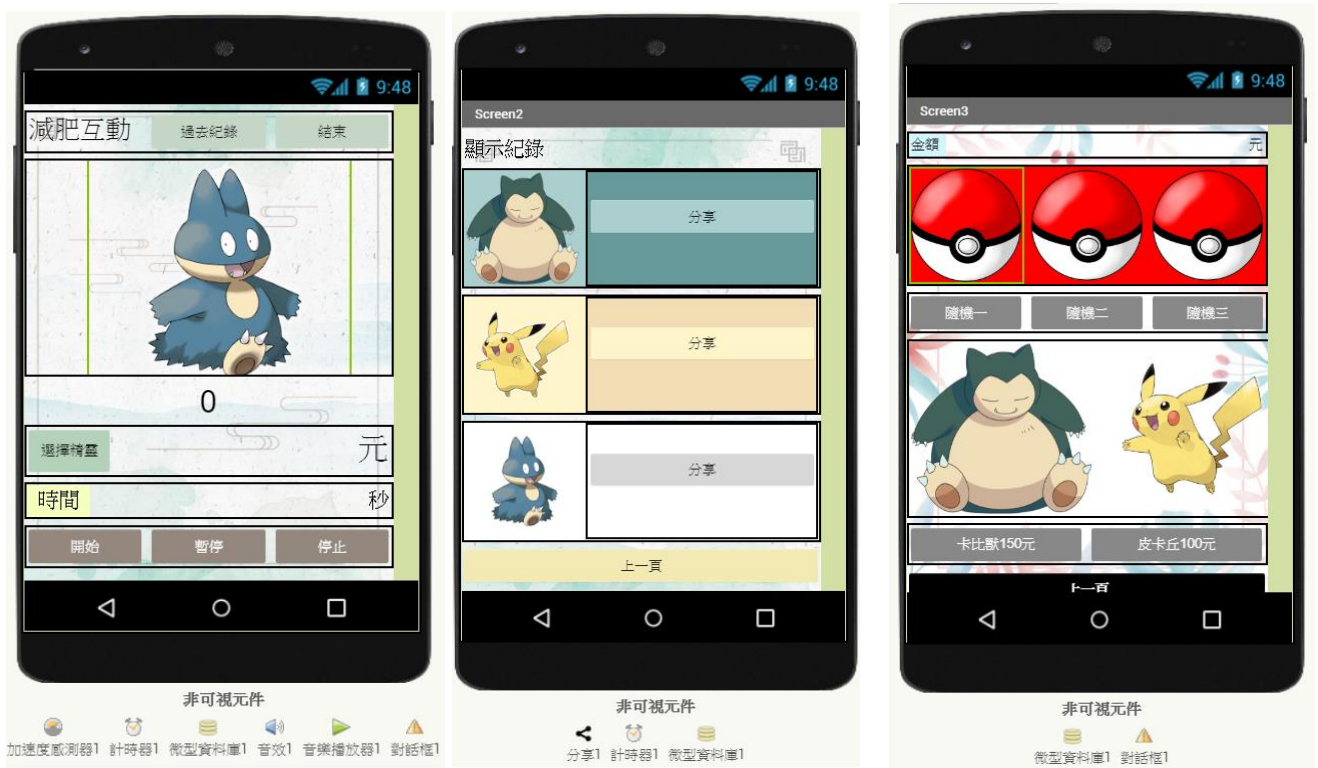 9:48
減肥互動 過去紀錄 結束
0
選擇精靈 元
時間 秒
開始 暫停 停止
非可視元件
加速度感測器1 計時器1 微型資料庫1 音效1 音樂播放器1 對話框1
9:48
Screen2
顯示紀錄
分享
分享
分享
上一頁
非可視元件
分享1 計時器1 微型資料庫1
9:48
Screen3
金額 元
隨機一 隨機二 隨機三
卡比獸150元 皮卡丘100元
上一頁
非可視元件
微型資料庫1 對話框1